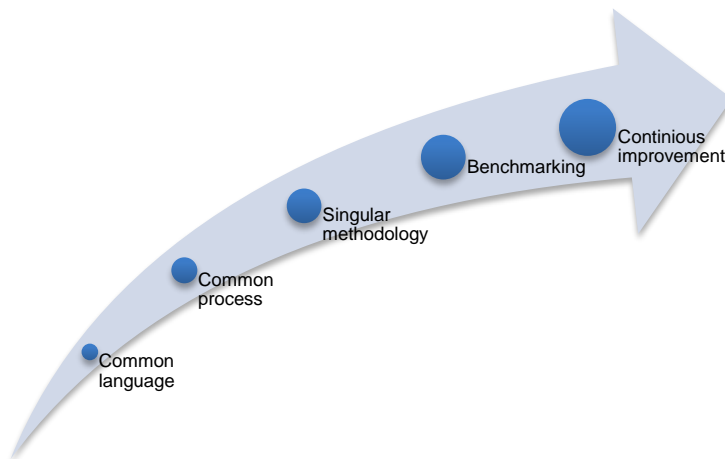 Common
language
Common
process
Singular
methodology
Benchmarking
Continious
improvement